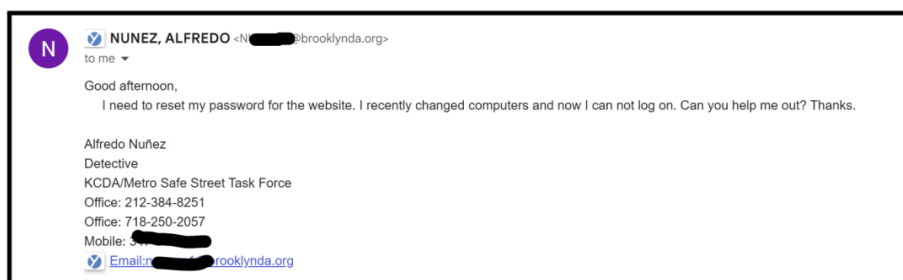 N
NUNEZ, ALFREDO <N @brooklynda.org>
to me
Good afternoon,
I need to reset my password for the website. I recently changed computers and now I can not log on. Can you help me out? Thanks.
Alfredo Nuñez
Detective
KCDA/Metro Safe Street Task Force
Office: 212-384-8251
Office: 718-250-2057
Mobile:
Email:n rooklynda.org